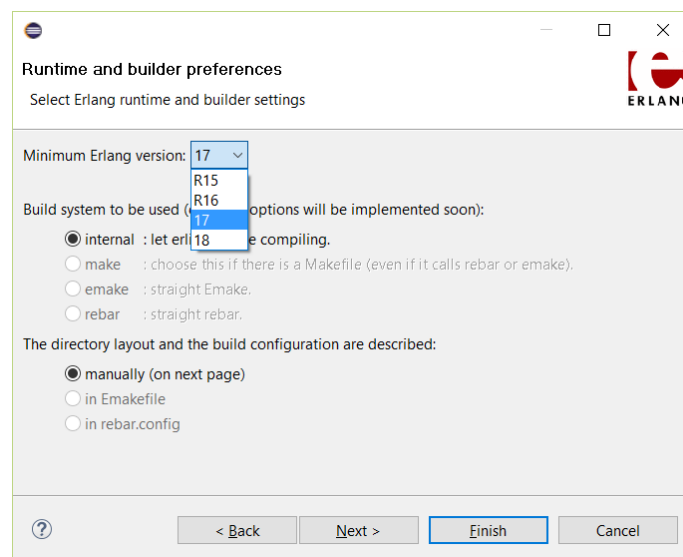 Runtime and builder preferences
Select Erlang runtime and builder settings
ERLANG
Minimum Erlang version: 17
R15
R16
17
18
Build system to be used ( options will be implemented soon):
internal : let compiling.
make : choose this if there is a Makefile (even if it calls rebar or emake).
emake : straight Emake.
rebar : straight rebar.
The directory layout and the build configuration are described:
manually (on next page)
in Emakefile
in rebar.config
< Back
Next >
Finish
Cancel